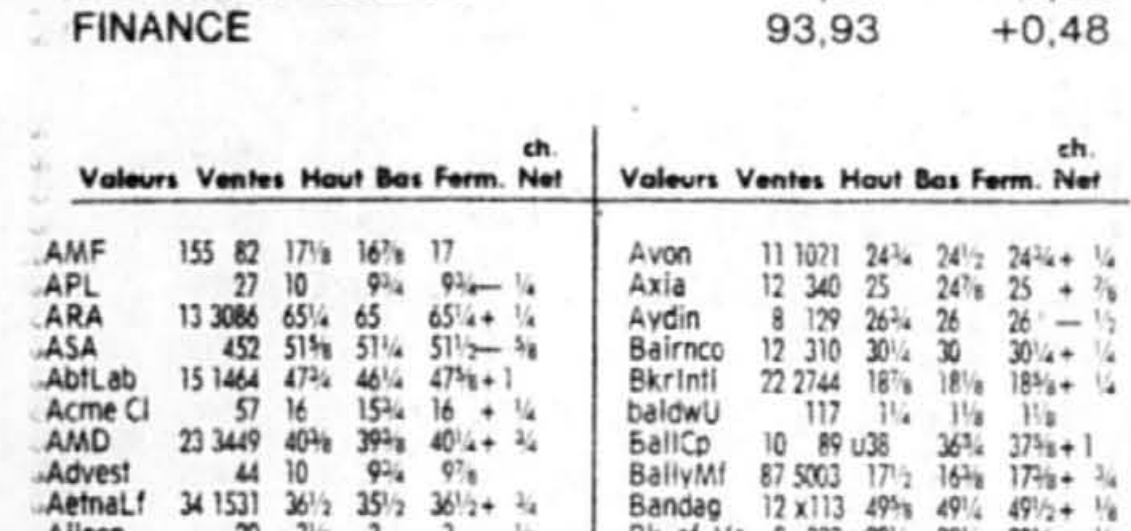 FINANCE 93,93 +0,48
ch.
Valeurs Ventes Haut Bas Ferm. Net
AMF 155 82 17⅛ 16⅞ 17
APL 27 10 9¾ 9¾— ¼
ARA 13 3086 65¼ 65 65¼+ ¼
ASA 452 51⅝ 51¼ 51½— ⅝
AbtLab 15 1464 47¾ 46¼ 47⅝+1
Acme Cl 57 16 15¾ 16 + ¼
AMD 23 3449 40⅜ 39⅜ 40¼+ ¾
Advest 44 10 9¾ 9⅞
AetnaLf 34 1531 36½ 35½ 36½+ ¾
ch.
Valeurs Ventes Haut Bas Ferm. Net
Avon 11 1021 24¾ 24½ 24¾+ ¼
Axia 12 340 25 24⅞ 25 +
Aydin 8 129 26¾ 26 26 — ½
Bairnco 12 310 30¼ 30 30¼+ ¼
BkrIntl 22 2744 18⅞ 18⅛ 18⅝+ ¼
baldwU 117 1¼ 1⅛ 1⅛
BallCp 10 89 u38 36¾ 37⅝+1
BallyMf 87 5003 17½ 16⅜ 17⅜+ ¾
Bandag 12 x113 49⅝ 49¼ 49½+ ⅛